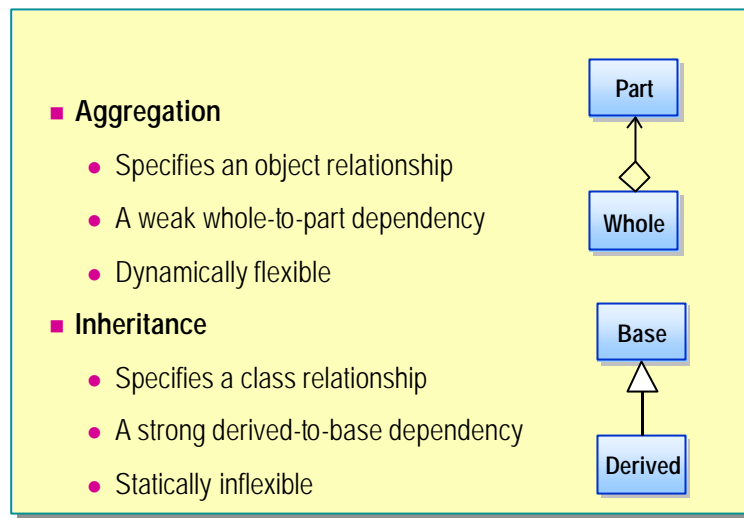 Aggregation
Specifies an object relationship
A weak whole-to-part dependency
Dynamically flexible
Inheritance
Specifies a class relationship
A strong derived-to-base dependency
Statically inflexible
Part
Whole
Base
Derived